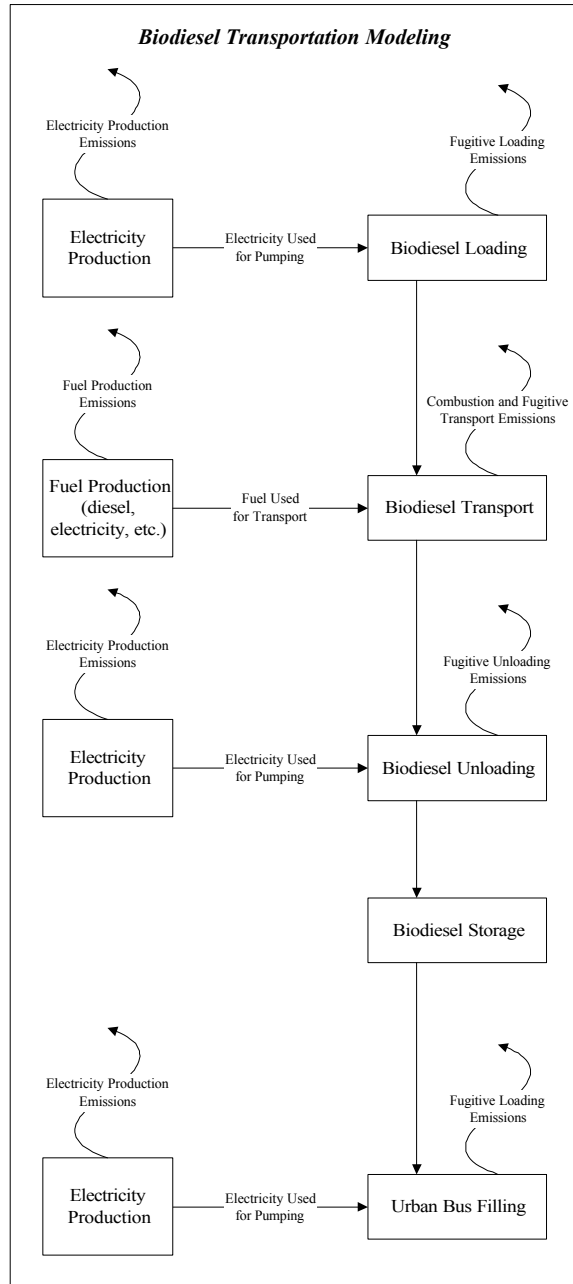 Biodiesel Transportation Modeling
Electricity Production
Emissions
Fugitive Loading
Emissions
Electricity
Production
Electricity Used
for Pumping
Biodiesel Loading
Fuel Production
Emissions
Combustion and Fugitive
Transport Emissions
Fuel Production
(diesel,
electricity, etc.)
Fuel Used
for Transport
Biodiesel Transport
Electricity Production
Emissions
Fugitive Unloading
Emissions
Electricity
Production
Electricity Used
for Pumping
Biodiesel Unloading
Biodiesel Storage
Electricity Production
Emissions
Fugitive Loading
Emissions
Electricity
Production
Electricity Used
for Pumping
Urban Bus Filling